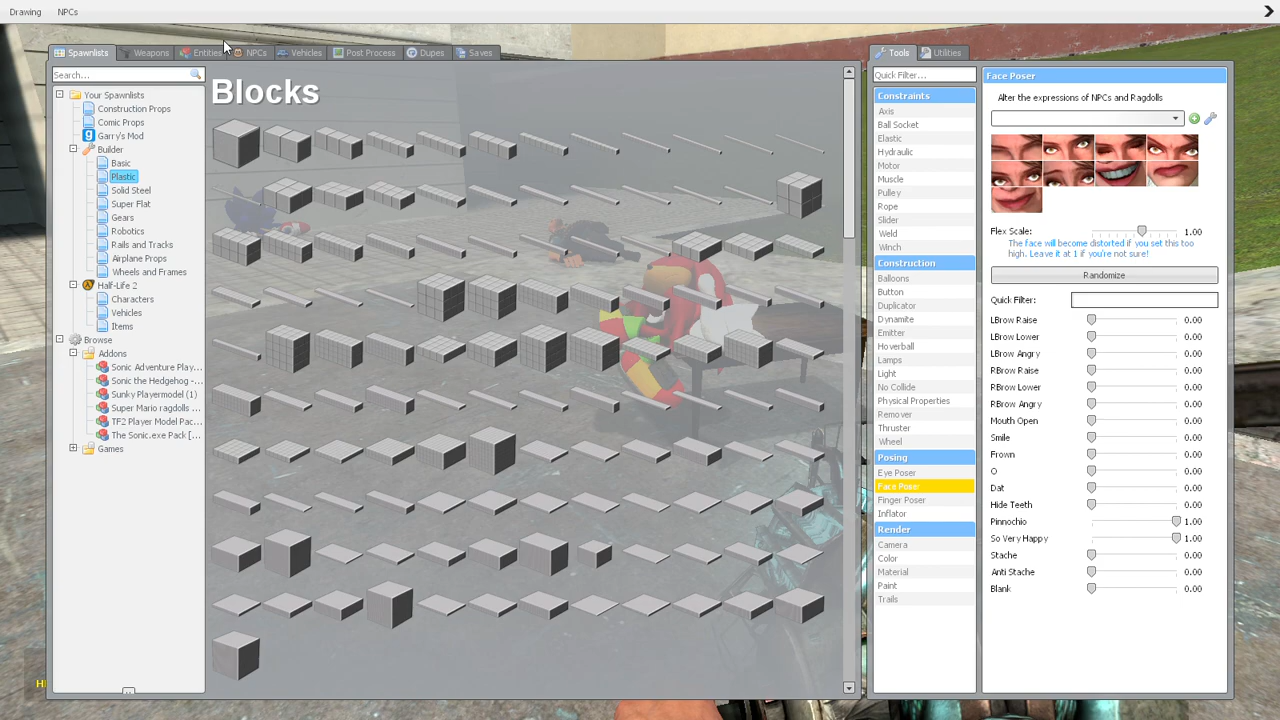 Drawing NPCs
Spawnlists Weapons Entities NPCs Vehicles Post Process Dupes Saves
Search...
Your Spawnlists
Construction Props
Comic Props
Garry's Mod
Builder
Basic
Plastic
Solid Steel
Super Flat
Gears
Robotics
Rails and Tracks
Airplane Props
Wheels and Frames
Half-Life 2
Characters
Vehicles
Items
Browse
Addons
Sonic Adventure Play...
Sonic the Hedgehog -...
Sunky Playermodel (1)
Super Mario ragdolls ...
TF2 Player Model Pac...
The Sonic.exe Pack [...
Games
Blocks
Tools Utilities
Quick Filter...
Constraints
Axis
Ball Socket
Elastic
Hydraulic
Motor
Muscle
Pulley
Rope
Slider
Weld
Winch
Construction
Balloons
Button
Duplicator
Dynamite
Emitter
Hoverball
Lamps
Light
No Collide
Physical Properties
Remover
Thruster
Wheel
Posing
Eye Poser
Face Poser
Finger Poser
Inflator
Render
Camera
Color
Material
Paint
Trails
Face Poser
Alter the expressions of NPCs and Ragdolls
Flex Scale: 1.00
The face will become distorted if you set this too
high. Leave it at 1 if you're not sure!
Randomize
Quick Filter:
LBrow Raise 0.00
LBrow Lower 0.00
LBrow Angry 0.00
RBrow Raise 0.00
RBrow Lower 0.00
RBrow Angry 0.00
Mouth Open 0.00
Smile 0.00
Frown 0.00
O 0.00
Dat 0.00
Hide Teeth 0.00
Pinnochio 1.00
So Very Happy 1.00
Stache 0.00
Anti Stache 0.00
Blank 0.00